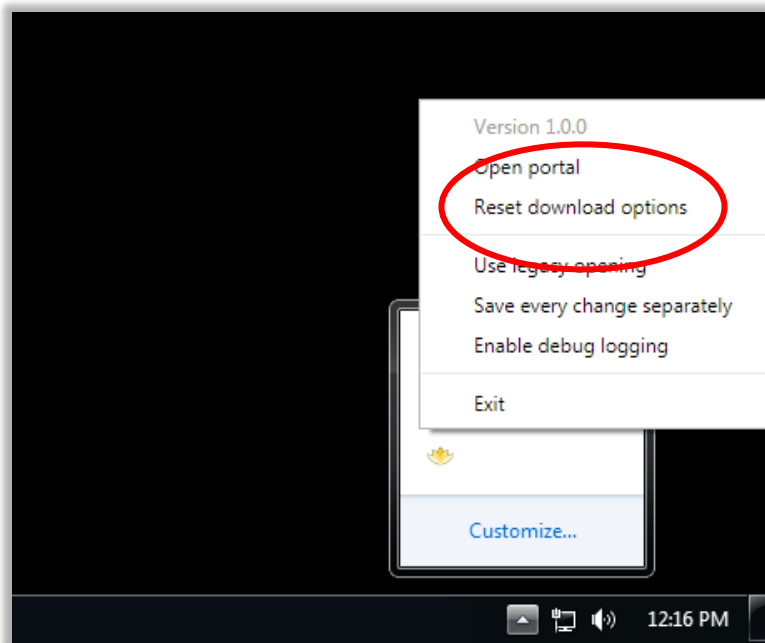 Version 1.0.0
Open portal
Reset download options
Use legacy opening
Save every change separately
Enable debug logging
Exit
Customize...
12:16 PM